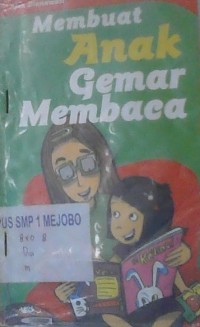 Membuat
Anak
Gemar
Membaca
PUS SMP 1 MEJOBO